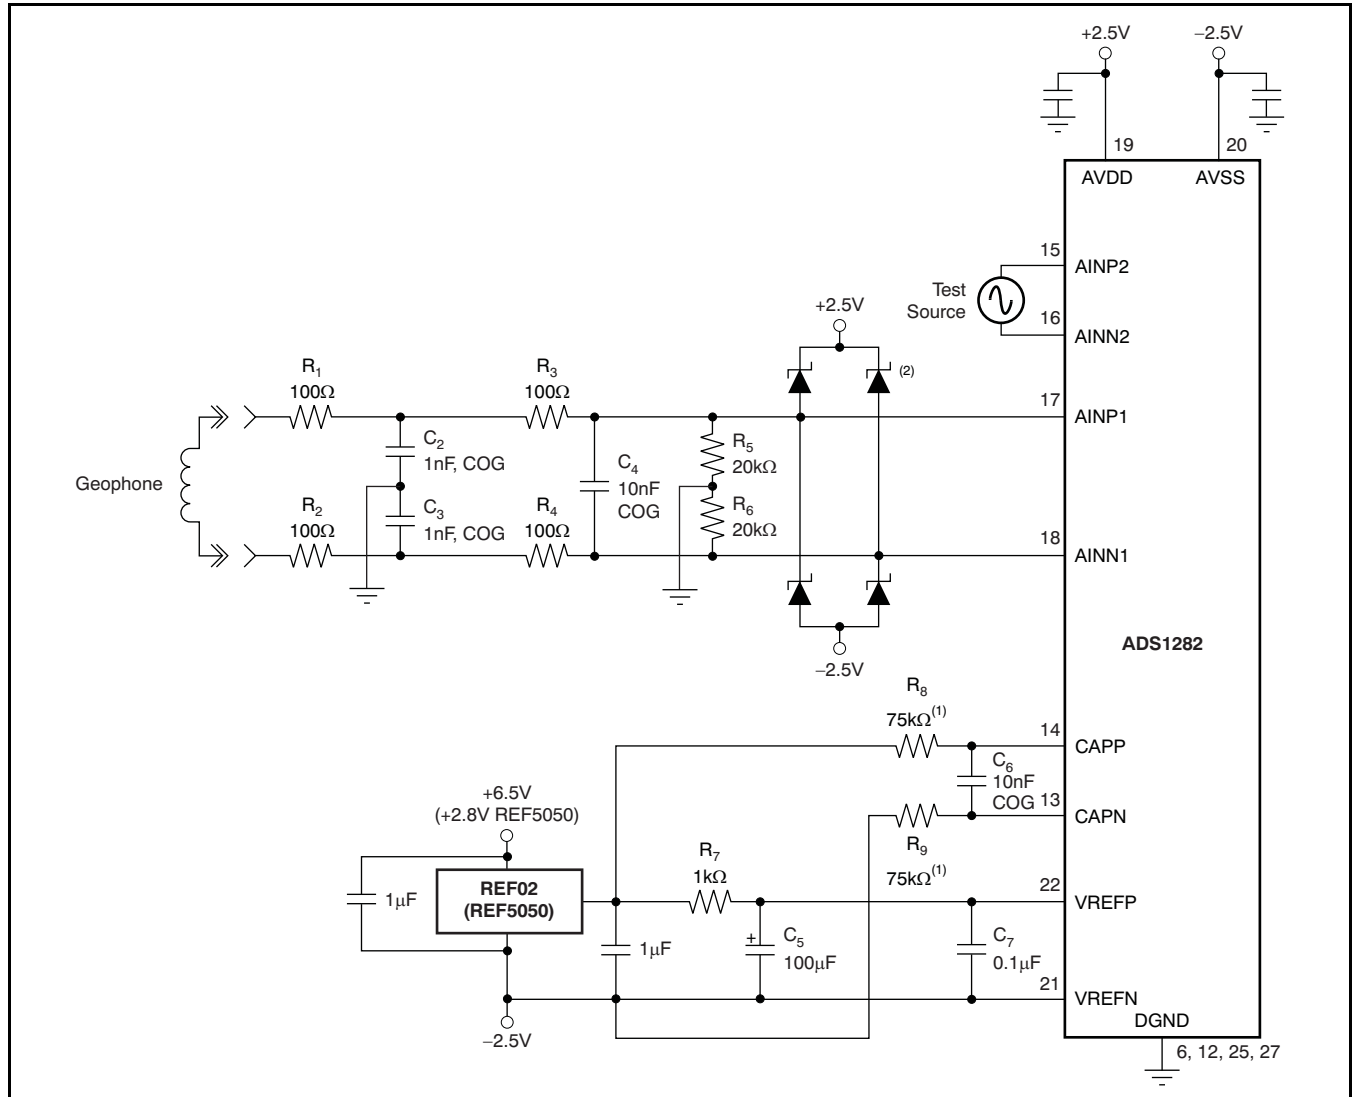 +2.5V
−2.5V
19
20
AVDD
AVSS
15
AINP2
Test
Source
16
AINN2
+2.5V
(2)
R1
100Ω
R3
100Ω
17
AINP1
C2
1nF, COG
R5
20kΩ
C4
10nF
COG
Geophone
R2
100Ω
C3
1nF, COG
R4
100Ω
R6
20kΩ
18
AINN1
−2.5V
ADS1282
R8
75kΩ(1)
14
CAPP
C6
10nF
COG
13
CAPN
R9
75kΩ(1)
+6.5V
(+2.8V REF5050)
R7
1kΩ
22
VREFP
REF02
(REF5050)
1μF
1μF
+
C5
100μF
C7
0.1μF
21
VREFN
−2.5V
DGND
6, 12, 25, 27